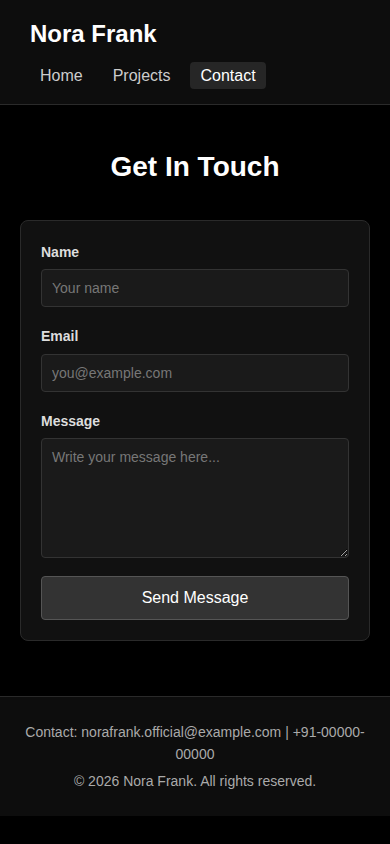 Nora Frank
Home Projects Contact
Get In Touch
Name
Your name
Email
you@example.com
Message
Write your message here...
Send Message
Contact: norafrank.official@example.com | +91-00000-
00000
© 2026 Nora Frank. All rights reserved.